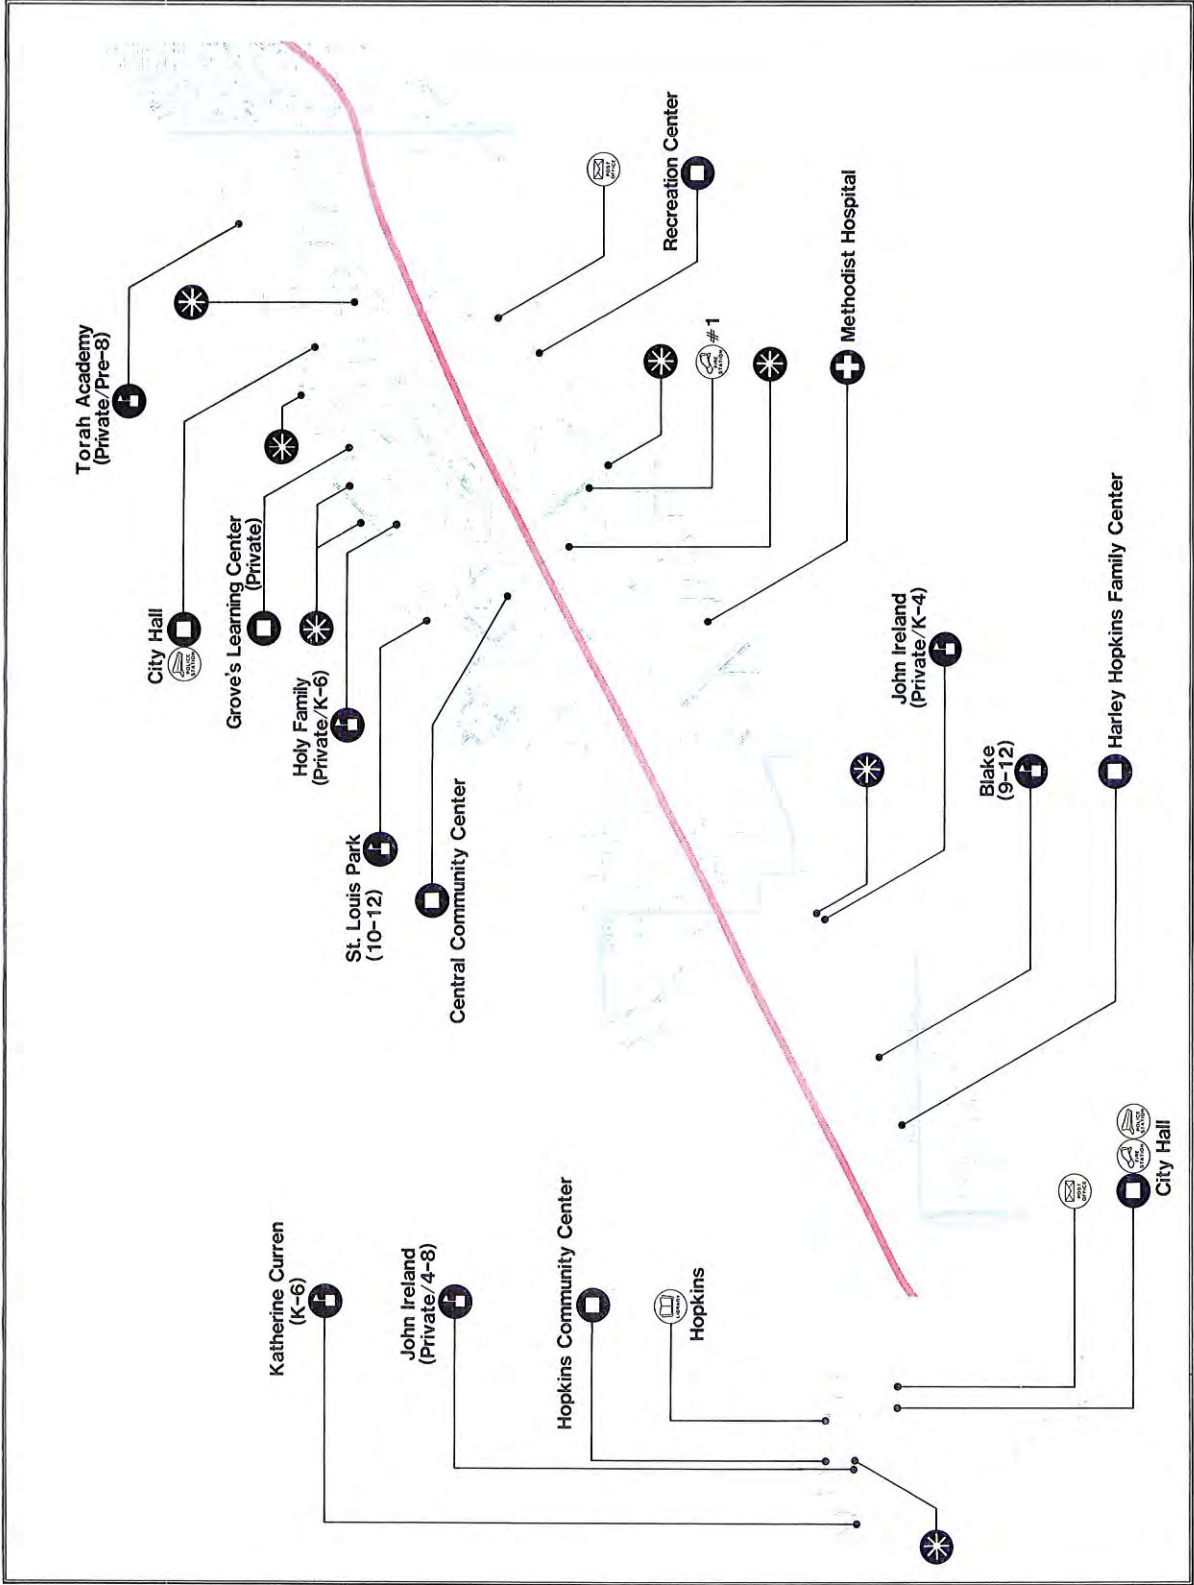 Torah Academy
(Private/Pre-8)
City Hall
POLICE
STATION
Grove's Learning Center
(Private)
Holy Family
(Private/K-6)
St. Louis Park
(10-12)
Central Community Center
POST
OFFICE
Recreation Center
FIRE
STATION
#1
Methodist Hospital
John Ireland
(Private/K-4)
Blake
(9-12)
Harley Hopkins Family Center
Katherine Curren
(K-6)
John Ireland
(Private/4-8)
Hopkins Community Center
LIBRARY
Hopkins
POST
OFFICE
FIRE
STATION
POLICE
STATION
City Hall